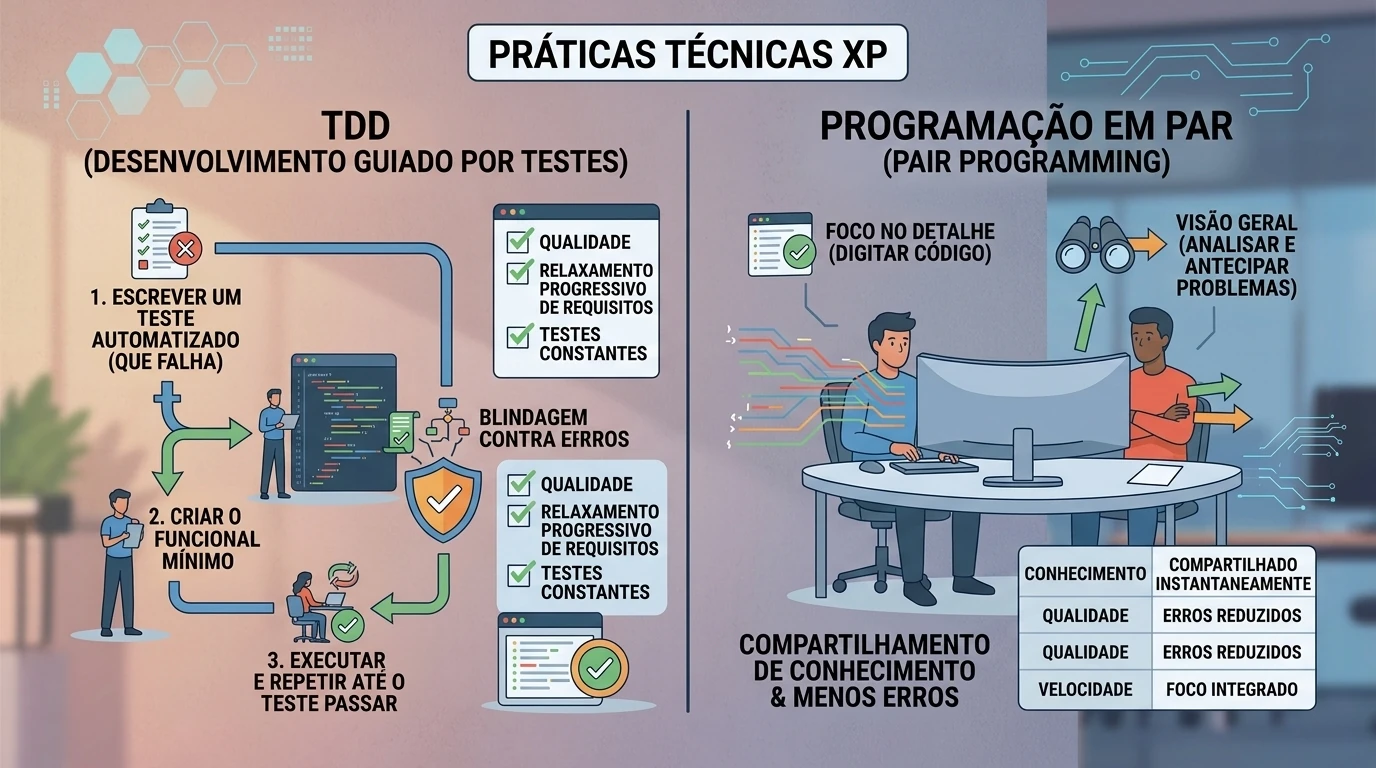 PRÁTICAS TÉCNICAS XP
TDD
(DESENVOLVIMENTO GUIADO POR TESTES)
1. ESCREVER UM
TESTE
AUTOMATIZADO
(QUE FALHA)
QUALIDADE
RELAXAMENTO
PROGRESSIVO
DE REQUISITOS
TESTES
CONSTANTES
BLINDAGEM
CONTRA EFRROS
2. CRIAR O
FUNCIONAL
MÍNIMO
QUALIDADE
RELAXAMENTO
PROGRESSIVO
DE REQUISITOS
TESTES
CONSTANTES
3. EXECUTAR
E REPETIR ATÉ O
TESTE PASSAR
PROGRAMAÇÃO EM PAR
(PAIR PROGRAMMING)
FOCO NO DETALHE
(DIGITAR CÓDIGO)
VISÃO GERAL
(ANALISAR E
ANTECIPAR
PROBLEMAS)
COMPARTILHAMENTO
DE CONHECIMENTO
& MENOS ERROS
CONHECIMENTO
COMPARTILHADO
INSTANTANEAMENTE
QUALIDADE
ERROS REDUZIDOS
QUALIDADE
ERROS REDUZIDOS
VELOCIDADE
FOCO INTEGRADO